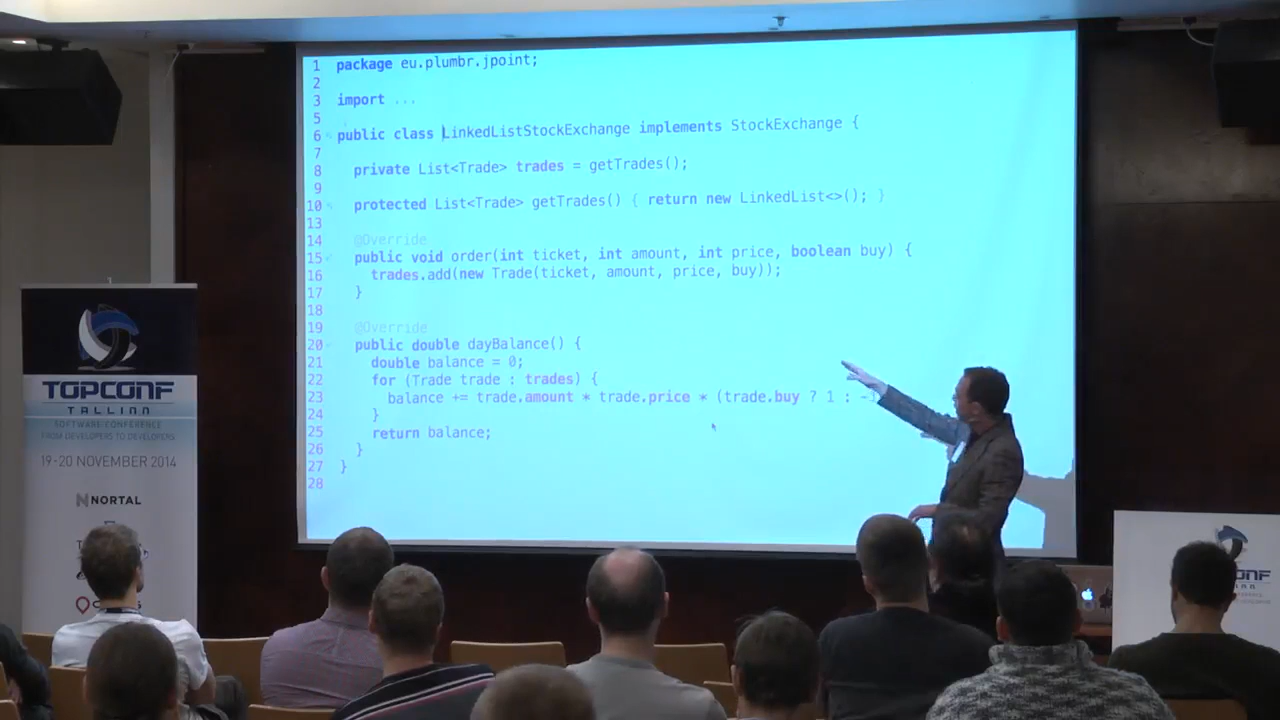 1 package eu.plumbr.jpoint;
2
3 import ...
5
6 public class LinkedListStockExchange implements StockExchange {
7
8 private List<Trade> trades = getTrades();
9
10 protected List<Trade> getTrades() { return new LinkedList<>(); }
13
14 @Override
15 public void order(int ticket, int amount, int price, boolean buy) {
16 trades.add(new Trade(ticket, amount, price, buy));
17 }
18
19 @Override
20 public double dayBalance() {
21 double balance = 0;
22 for (Trade trade : trades) {
23 balance += trade.amount * trade.price * (trade.buy ? 1 : -
24 }
25 return balance;
26 }
27 }
28
TOPCONF
TALLINN
SOFTWARE CONFERENCE
FROM DEVELOPERS TO DEVELOPERS
19-20 NOVEMBER 2014
NORTAL